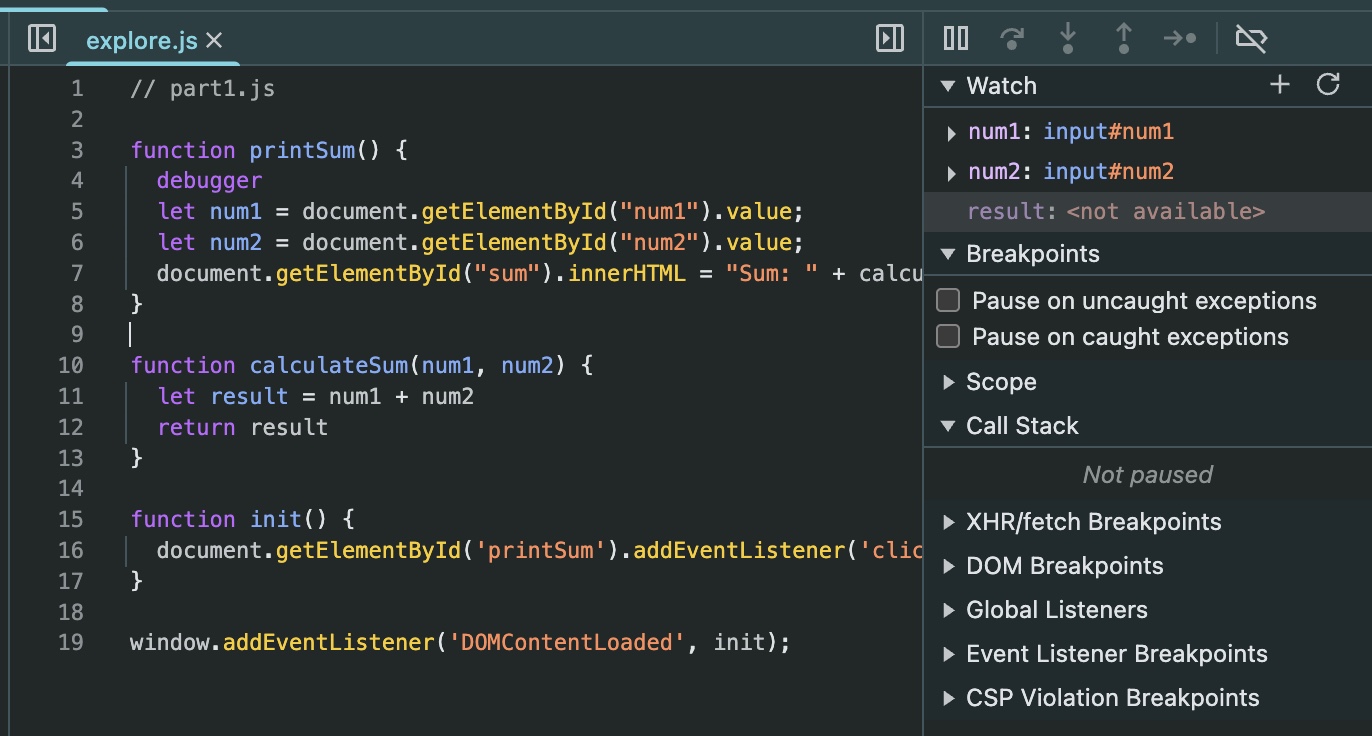 explore.js
1 // part1.js
2
3 function printSum() {
4 debugger
5 let num1 = document.getElementById("num1").value;
6 let num2 = document.getElementById("num2").value;
7 document.getElementById("sum").innerHTML = "Sum: " + calcu
8 }
9
10 function calculateSum(num1, num2) {
11 let result = num1 + num2
12 return result
13 }
14
15 function init() {
16 document.getElementById('printSum').addEventListener('clic
17 }
18
19 window.addEventListener('DOMContentLoaded', init);
Watch
num1: input#num1
num2: input#num2
result: <not available>
Breakpoints
Pause on uncaught exceptions
Pause on caught exceptions
Scope
Call Stack
Not paused
XHR/fetch Breakpoints
DOM Breakpoints
Global Listeners
Event Listener Breakpoints
CSP Violation Breakpoints